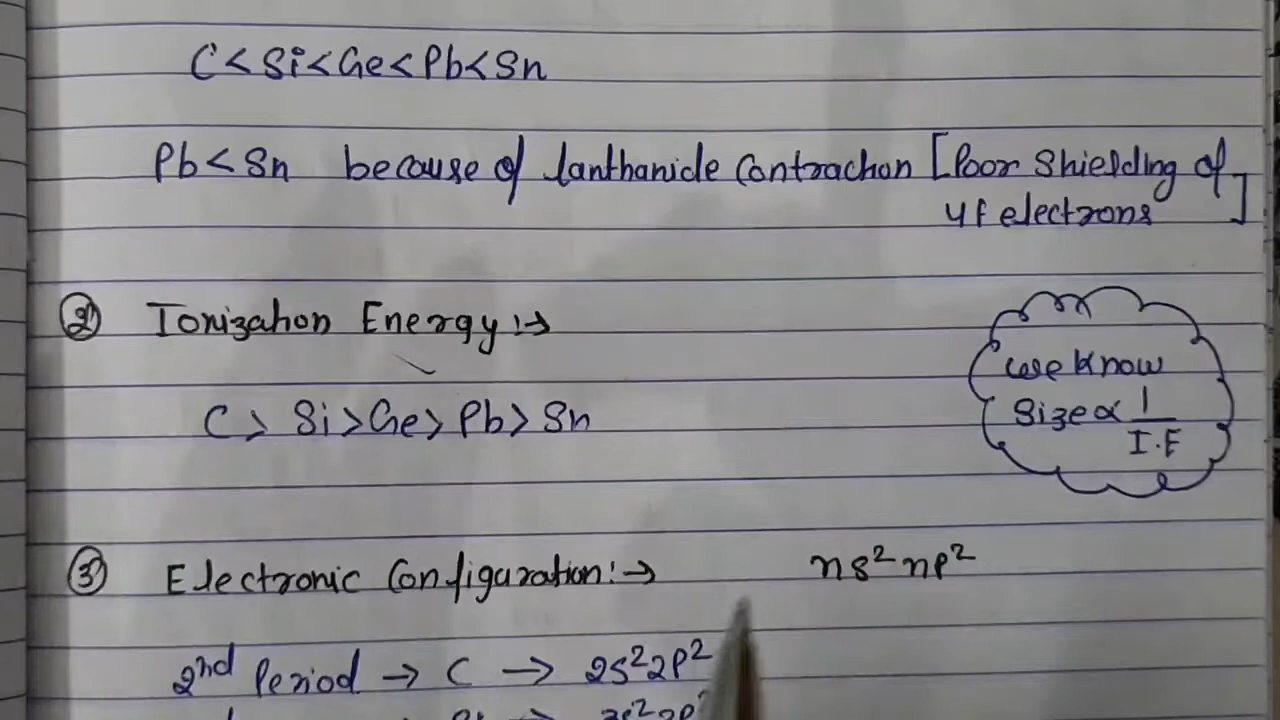 C < Si < Ge < Pb < Sn
Pb < Sn because of lanthanide Contraction [Poor Shielding of
4f electrons]
② Ionization Energy :→
C > Si > Ge > Pb > Sn
We know
Size ∝ 1/I.E
③ Electronic Configuration :→ ns² np²
2nd Period → C → 2s² 2p²